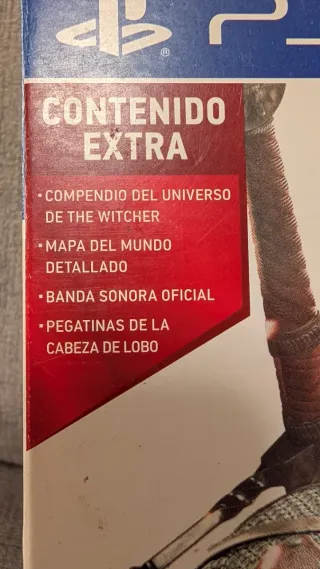 PS
CONTENIDO
EXTRA
· COMPENDIO DEL UNIVERSO
DE THE WITCHER
· MAPA DEL MUNDO
DETALLADO
· BANDA SONORA OFICIAL
· PEGATINAS DE LA
CABEZA DE LOBO